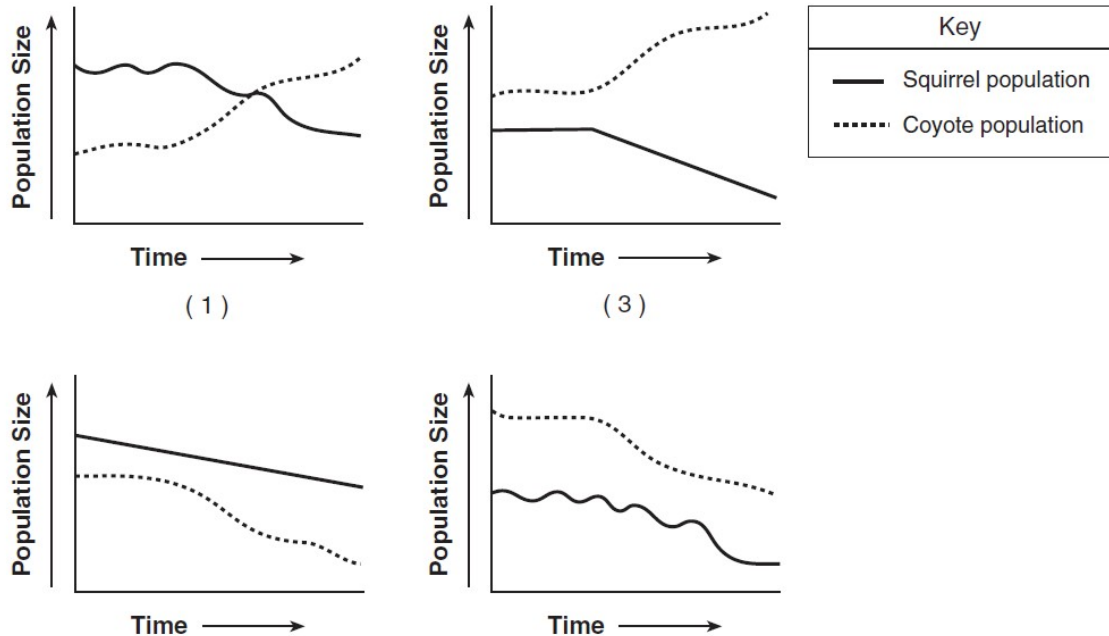 Population Size
Time
( 1 )
Population Size
Time
( 3 )
Key
Squirrel population
Coyote population
Population Size
Time
Population Size
Time